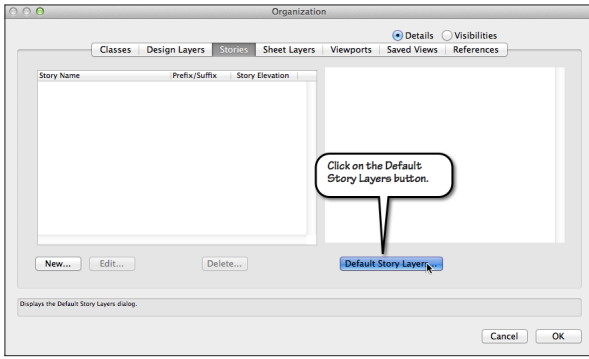 Organization
Details Visibilities
Classes Design Layers Stories Sheet Layers Viewports Saved Views References
Story Name Prefix/Suffix Story Elevation
Click on the Default
Story Layers button.
New... Edit... Delete... Default Story Layers...
Displays the Default Story Layers dialog.
Cancel OK